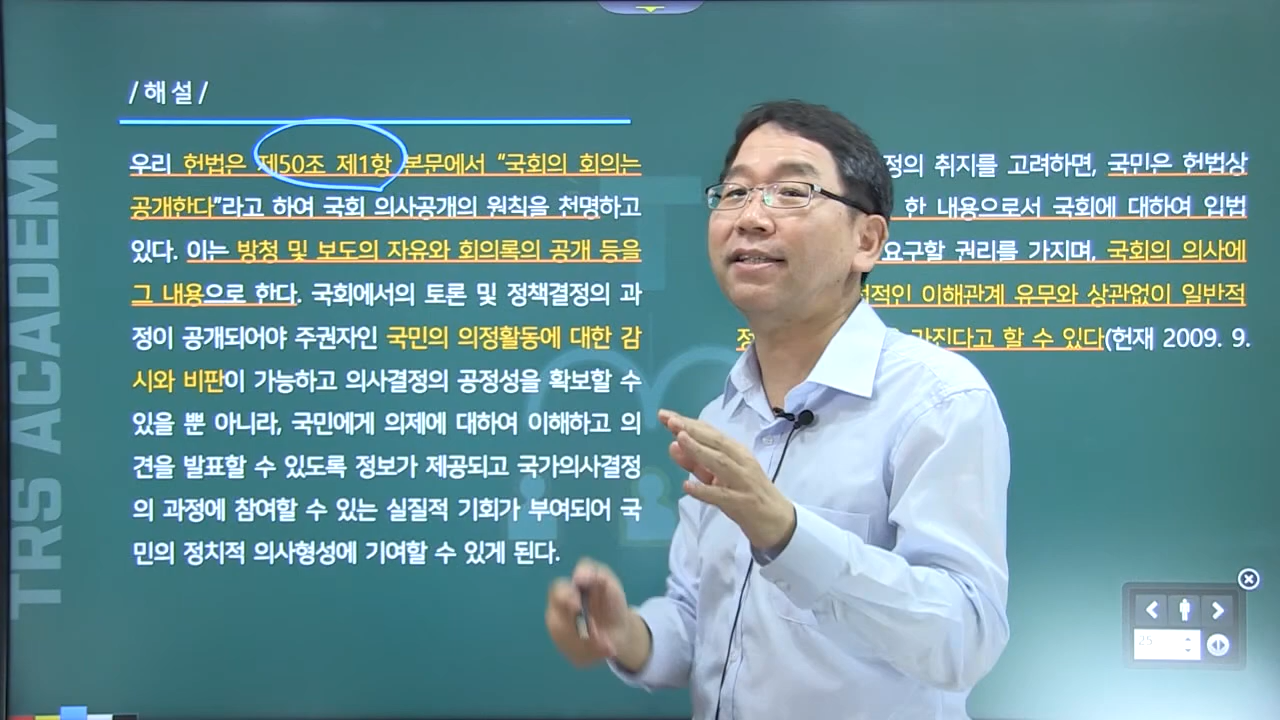 / 해 설 /
우리 헌법은 제50조 제1항 본문에서 “국회의 회의는
공개한다”라고 하여 국회 의사공개의 원칙을 천명하고
있다. 이는 방청 및 보도의 자유와 회의록의 공개 등을
그 내용으로 한다. 국회에서의 토론 및 정책결정의 과
정이 공개되어야 주권자인 국민의 의정활동에 대한 감
시와 비판이 가능하고 의사결정의 공정성을 확보할 수
있을 뿐 아니라, 국민에게 의제에 대하여 이해하고 의
견을 발표할 수 있도록 정보가 제공되고 국가의사결정
의 과정에 참여할 수 있는 실질적 기회가 부여되어 국
민의 정치적 의사형성에 기여할 수 있게 된다.
취지를 고려하면, 국민은 헌법상
한 내용으로서 국회에 대하여 입법
요구할 권리를 가지며, 국회의 의사에
이해관계 유무와 상관없이 일반적
가진다고 할 수 있다(헌재 2009. 9.
TRS ACADEMY
25